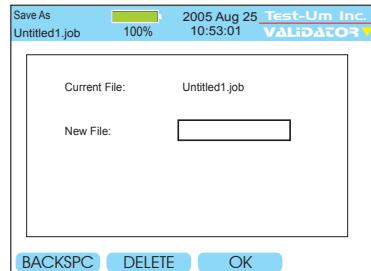 Save As
Untitled1.job
100%
2005 Aug 25
10:53:01
Test-Um Inc.
VALIDATOR
Current File: Untitled1.job
New File:
BACKSPC DELETE OK